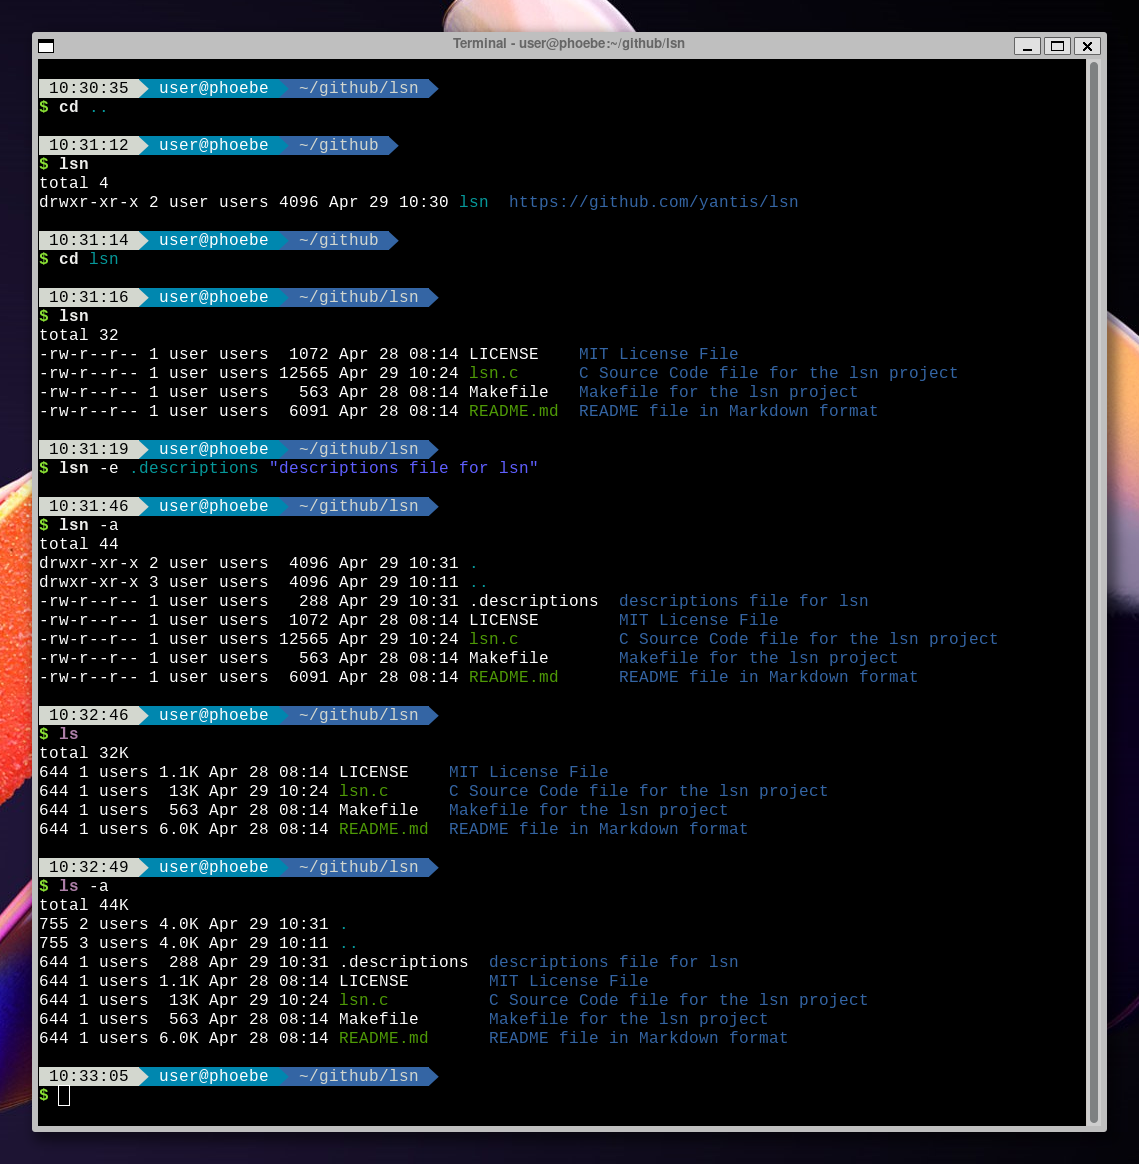 Terminal - user@phoebe:~/github/lsn
10:30:35 user@phoebe ~/github/lsn
$ cd ..
10:31:12 user@phoebe ~/github
$ lsn
total 4
drwxr-xr-x 2 user users 4096 Apr 29 10:30 lsn  https://github.com/yantis/lsn
10:31:14 user@phoebe ~/github
$ cd lsn
10:31:16 user@phoebe ~/github/lsn
$ lsn
total 32
-rw-r--r-- 1 user users  1072 Apr 28 08:14 LICENSE    MIT License File
-rw-r--r-- 1 user users 12565 Apr 29 10:24 lsn.c      C Source Code file for the lsn project
-rw-r--r-- 1 user users   563 Apr 28 08:14 Makefile   Makefile for the lsn project
-rw-r--r-- 1 user users  6091 Apr 28 08:14 README.md  README file in Markdown format
10:31:19 user@phoebe ~/github/lsn
$ lsn -e .descriptions "descriptions file for lsn"
10:31:46 user@phoebe ~/github/lsn
$ lsn -a
total 44
drwxr-xr-x 2 user users  4096 Apr 29 10:31 .
drwxr-xr-x 3 user users  4096 Apr 29 10:11 ..
-rw-r--r-- 1 user users   288 Apr 29 10:31 .descriptions  descriptions file for lsn
-rw-r--r-- 1 user users  1072 Apr 28 08:14 LICENSE        MIT License File
-rw-r--r-- 1 user users 12565 Apr 29 10:24 lsn.c          C Source Code file for the lsn project
-rw-r--r-- 1 user users   563 Apr 28 08:14 Makefile       Makefile for the lsn project
-rw-r--r-- 1 user users  6091 Apr 28 08:14 README.md      README file in Markdown format
10:32:46 user@phoebe ~/github/lsn
$ ls
total 32K
644 1 users 1.1K Apr 28 08:14 LICENSE    MIT License File
644 1 users  13K Apr 29 10:24 lsn.c      C Source Code file for the lsn project
644 1 users  563 Apr 28 08:14 Makefile   Makefile for the lsn project
644 1 users 6.0K Apr 28 08:14 README.md  README file in Markdown format
10:32:49 user@phoebe ~/github/lsn
$ ls -a
total 44K
755 2 users 4.0K Apr 29 10:31 .
755 3 users 4.0K Apr 29 10:11 ..
644 1 users  288 Apr 29 10:31 .descriptions  descriptions file for lsn
644 1 users 1.1K Apr 28 08:14 LICENSE        MIT License File
644 1 users  13K Apr 29 10:24 lsn.c          C Source Code file for the lsn project
644 1 users  563 Apr 28 08:14 Makefile       Makefile for the lsn project
644 1 users 6.0K Apr 28 08:14 README.md      README file in Markdown format
10:33:05 user@phoebe ~/github/lsn
$